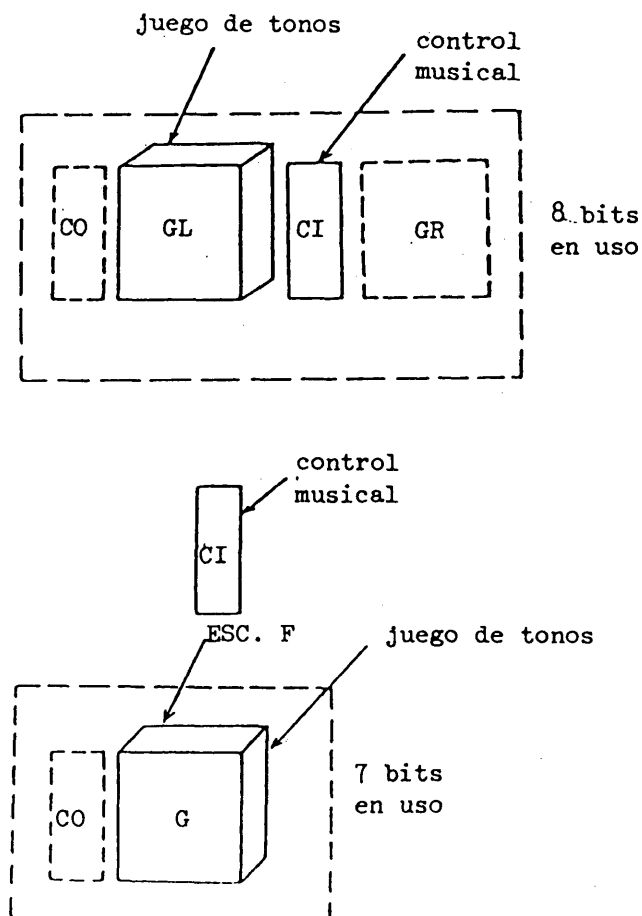 juego de tonos
control
musical
CO
GL
CI
GR
8 bits
en uso
control
musical
CI
ESC. F
juego de tonos
CO
G
7 bits
en uso